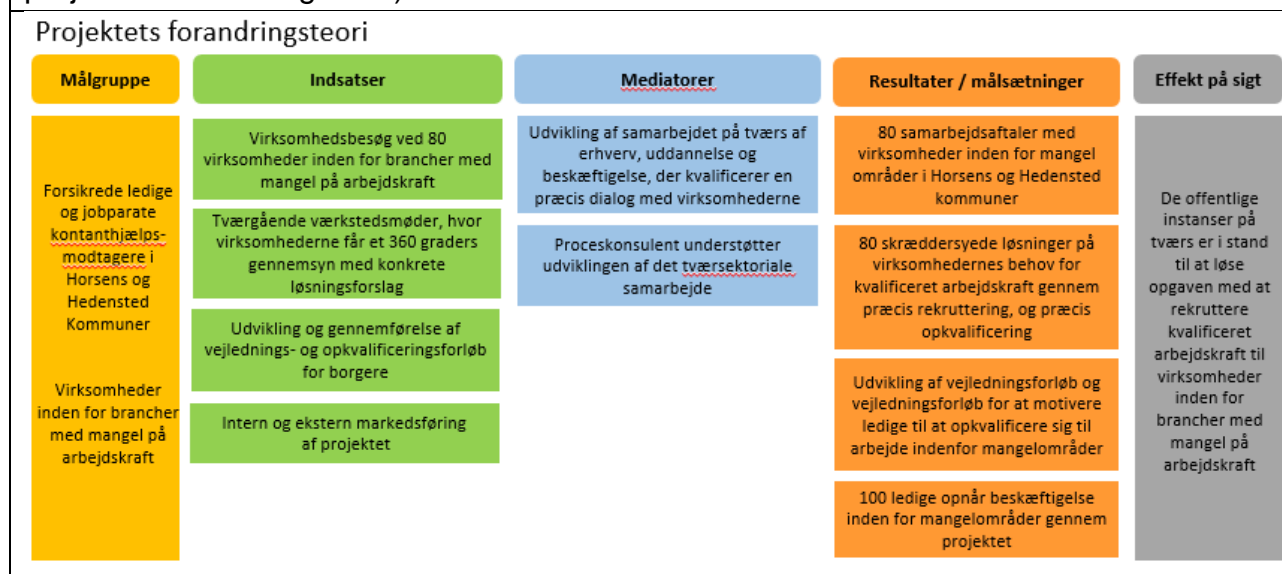 Projektets forandringsteori
Målgruppe
Forsikrede ledige
og jobparate
kontanthjælps-
modtagere i
Horsens og
Hedensted
Kommuner
Virksomheder
inden for brancher
med mangel på
arbejdskraft
Indsatser
Virksomhedsbesøg ved 80
virksomheder inden for brancher med
mangel på arbejdskraft
Tværgående værkstedsmøder, hvor
virksomhederne får et 360 graders
gennemsyn med konkrete
løsningsforslag
Udvikling og gennemførelse af
vejlednings- og opkvalificeringsforløb
for borgere
Intern og ekstern markedsføring
af projektet
Mediatorer
Udvikling af samarbejdet på tværs af
erhverv, uddannelse og
beskæftigelse, der kvalificerer en
præcis dialog med virksomhederne
Proceskonsulent understøtter
udviklingen af det tværsektoriale
samarbejde
Resultater / målsætninger
80 samarbejdsaftaler med
virksomheder inden for mangel
områder i Horsens og Hedensted
kommuner
80 skræddersyede løsninger på
virksomhedernes behov for
kvalificeret arbejdskraft gennem
præcis rekruttering, og præcis
opkvalificering
Udvikling af vejledningsforløb og
vejledningsforløb for at motivere
ledige til at opkvalificere sig til
arbejde indenfor mangelområder
100 ledige opnår beskæftigelse
inden for mangelområder gennem
projektet
Effekt på sigt
De offentlige
instanser på
tværs er i stand
til at løse
opgaven med at
rekruttere
kvalificeret
arbejdskraft til
virksomheder
inden for
brancher med
mangel på
arbejdskraft